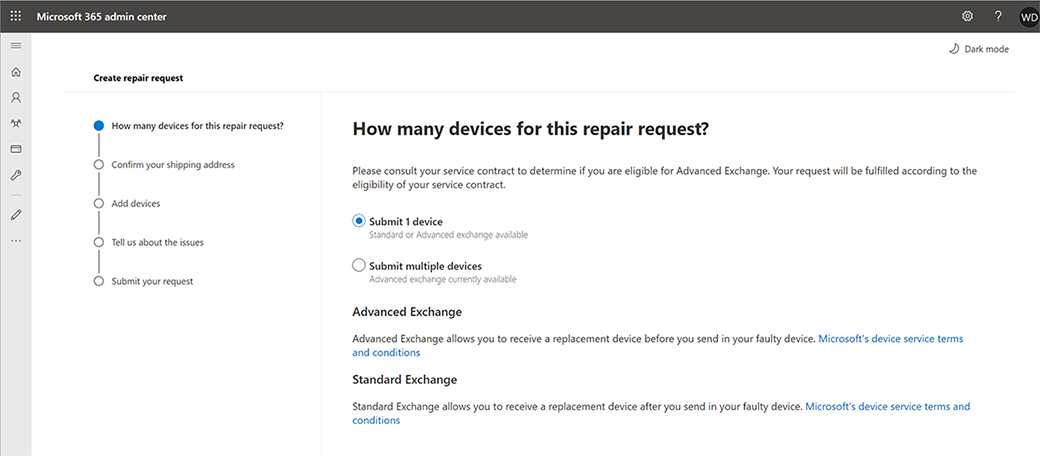 Microsoft 365 admin center
WD
Dark mode
Create repair request
How many devices for this repair request?
Confirm your shipping address
Add devices
Tell us about the issues
Submit your request
How many devices for this repair request?
Please consult your service contract to determine if you are eligible for Advanced Exchange. Your request will be fulfilled according to the
eligibility of your service contract.
Submit 1 device
Standard or Advanced exchange available
Submit multiple devices
Advanced exchange currently available
Advanced Exchange
Advanced Exchange allows you to receive a replacement device before you send in your faulty device. Microsoft's device service terms
and conditions
Standard Exchange
Standard Exchange allows you to receive a replacement device after you send in your faulty device. Microsoft's device service terms and
conditions